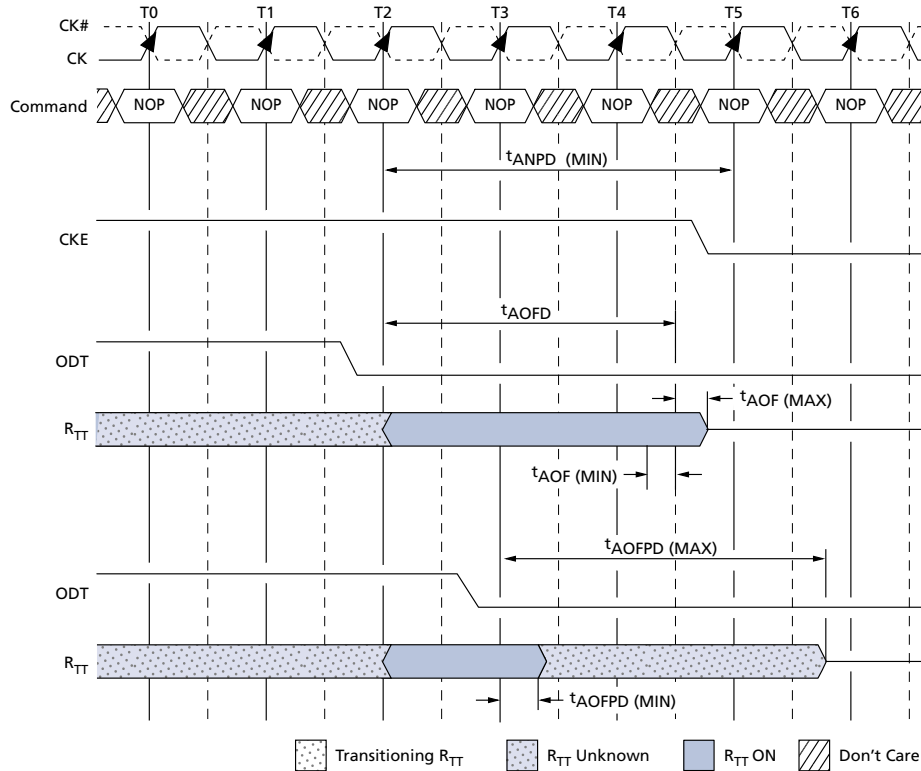 T0 T1 T2 T3 T4 T5 T6
CK#
CK
Command NOP NOP NOP NOP NOP NOP NOP
tANPD (MIN)
CKE
tAOFD
ODT
tAOF (MAX)
RTT
tAOF (MIN)
tAOFPD (MAX)
ODT
RTT
tAOFPD (MIN)
Transitioning RTT RTT Unknown RTT ON Don't Care